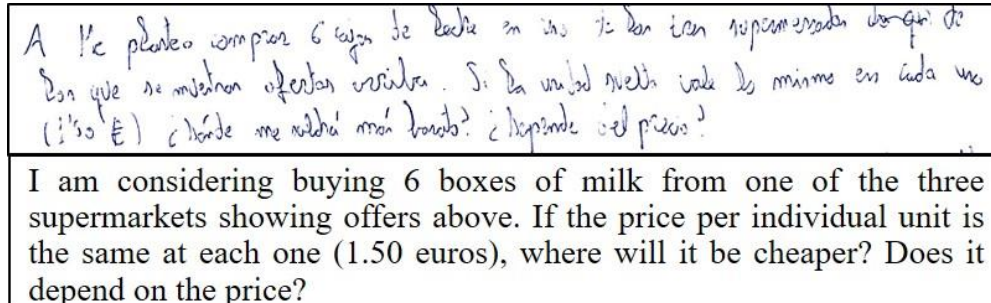 A Me planteo comprar 6 cajas de leche en uno de los tres supermercados de
los que se muestran ofertas arriba. Si la unidad suelta vale lo mismo en cada uno
(1'50 €) ¿Dónde me saldrá más barato? ¿Depende del precio?
I am considering buying 6 boxes of milk from one of the three
supermarkets showing offers above. If the price per individual unit is
the same at each one (1.50 euros), where will it be cheaper? Does it
depend on the price?